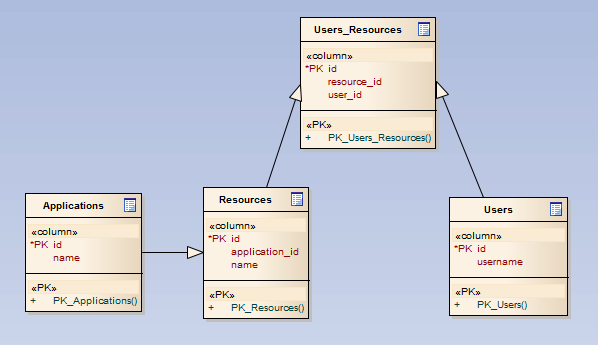 Users_Resources
«column»
*PK id
resource_id
user_id
«PK»
+ PK_Users_Resources()
Applications
«column»
*PK id
name
«PK»
+ PK_Applications()
Resources
«column»
*PK id
application_id
name
«PK»
+ PK_Resources()
Users
«column»
*PK id
username
«PK»
+ PK_Users()